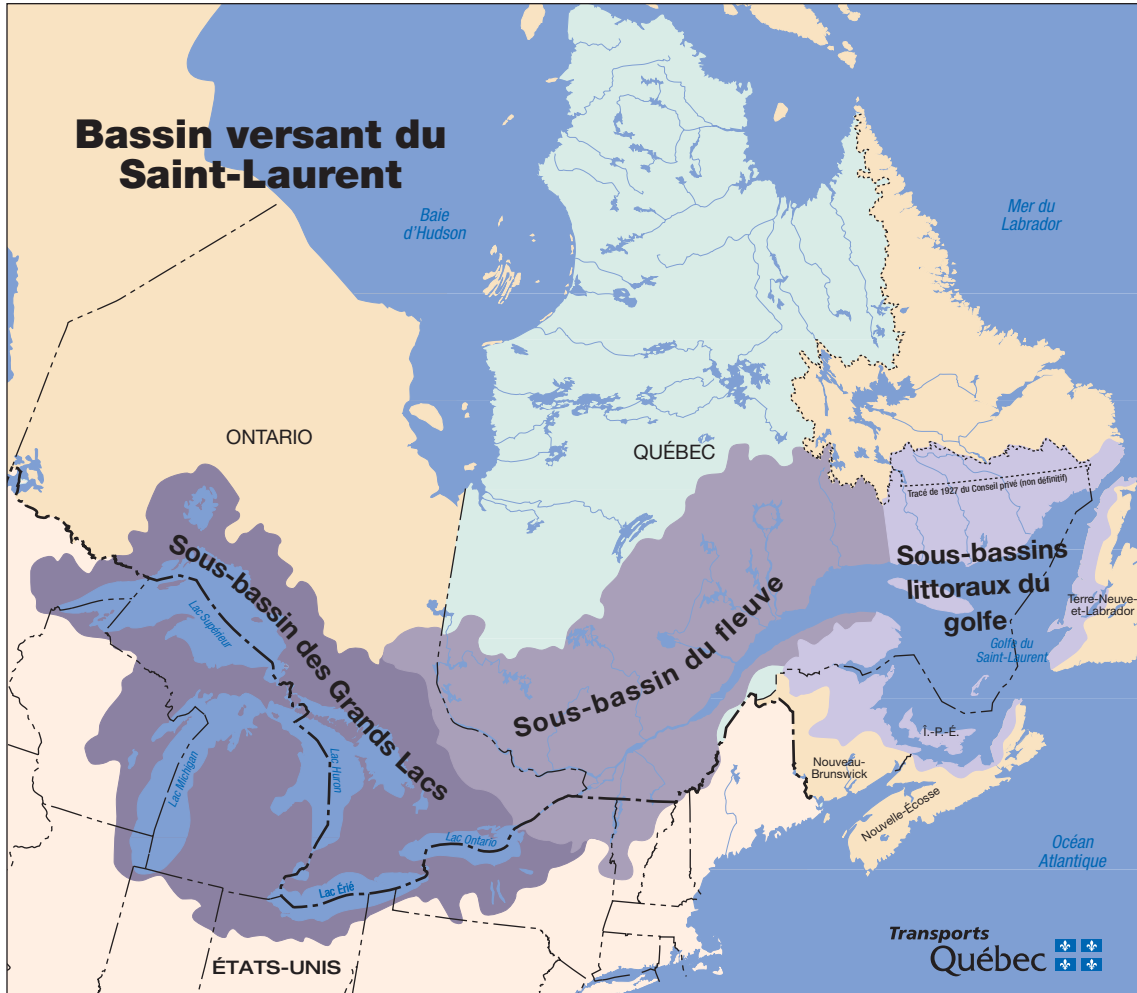 Bassin versant du
Saint-Laurent
Baie
d'Hudson
Mer du
Labrador
ONTARIO
QUÉBEC
Tracé de 1927 du Conseil privé (non définitif)
Sous-bassin des Grands Lacs
Sous-bassin du fleuve
Sous-bassins
littoraux du
golfe
Terre-Neuve-
et-Labrador
Lac Supérieur
Golfe du
Saint-Laurent
Î.-P.-É.
Lac Michigan
Lac Huron
Nouveau-
Brunswick
Nouvelle-Écosse
Lac Ontario
Océan
Atlantique
Lac Érié
ÉTATS-UNIS
Transports
Québec